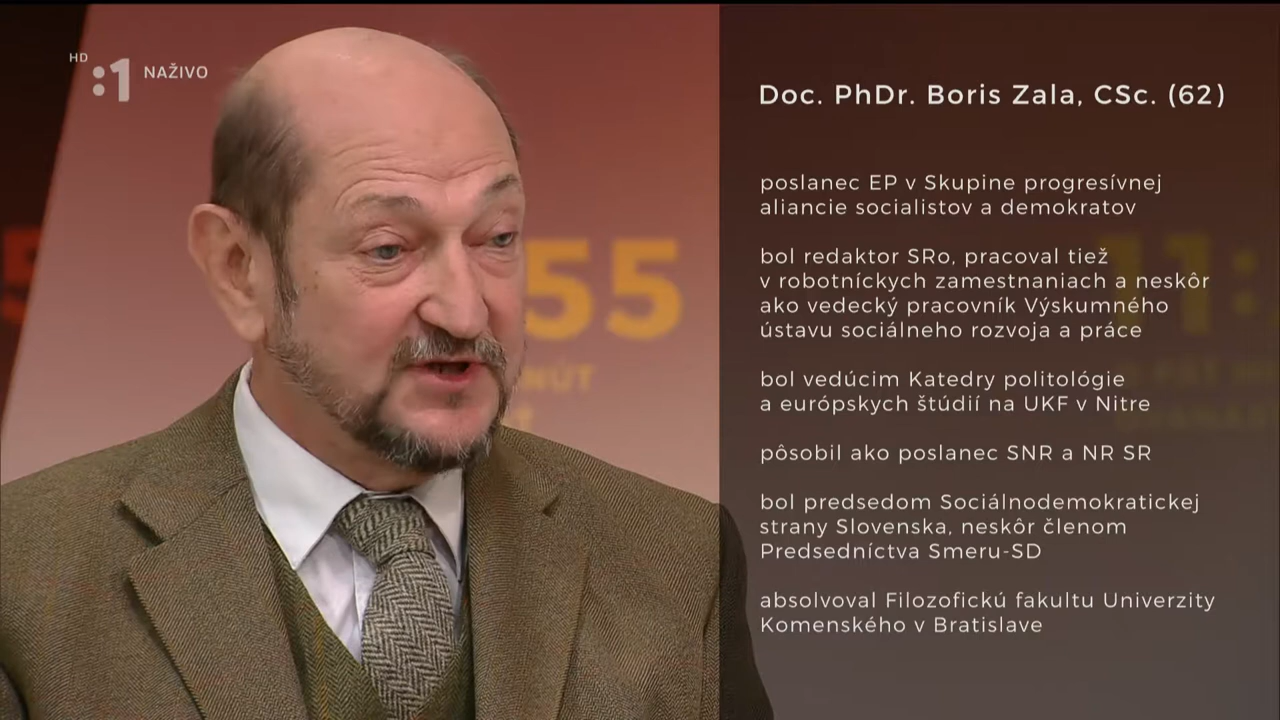 HD
:1 NAŽIVO
Doc. PhDr. Boris Zala, CSc. (62)
poslanec EP v Skupine progresívnej
aliancie socialistov a demokratov
bol redaktor SRo, pracoval tiež
v robotníckych zamestnaniach a neskôr
ako vedecký pracovník Výskumného
ústavu sociálneho rozvoja a práce
bol vedúcim Katedry politológie
a európskych štúdií na UKF v Nitre
pôsobil ako poslanec SNR a NR SR
bol predsedom Sociálnodemokratickej
strany Slovenska, neskôr členom
Predsedníctva Smeru-SD
absolvoval Filozofickú fakultu Univerzity
Komenského v Bratislave
55
11: